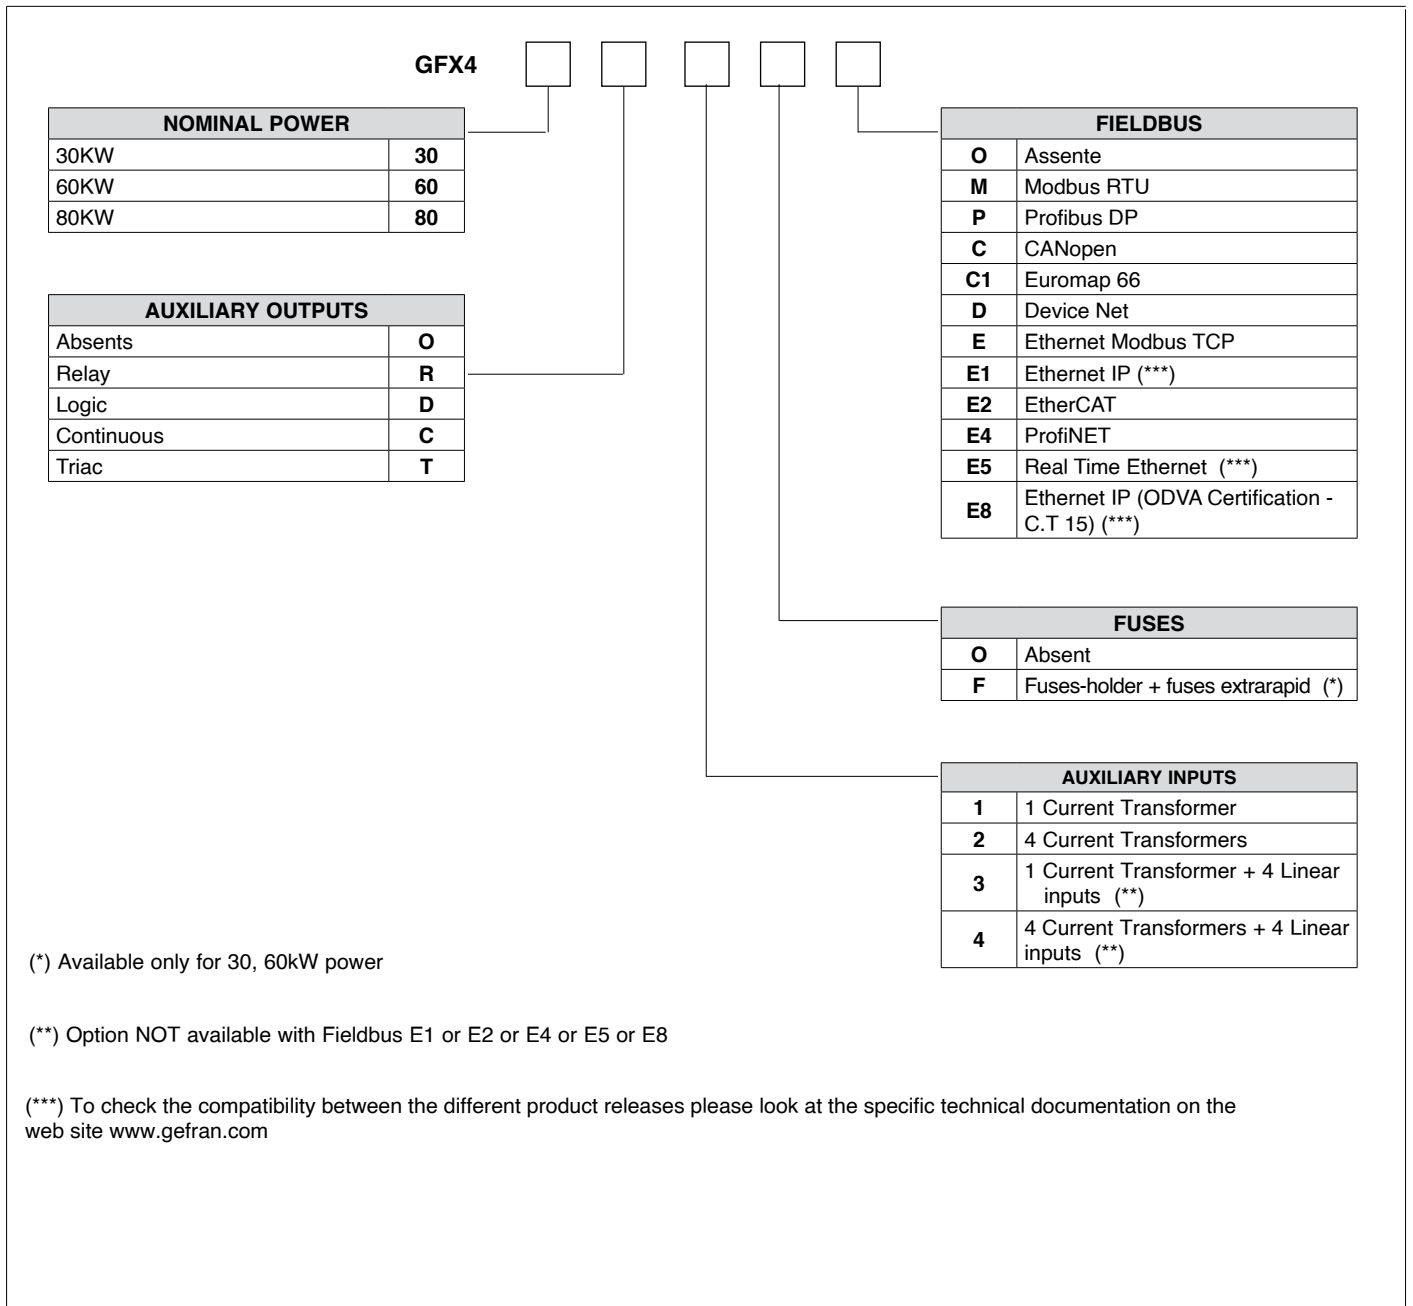 GFX4
NOMINAL POWER
30KW 30
60KW 60
80KW 80
AUXILIARY OUTPUTS
Absents O
Relay R
Logic D
Continuous C
Triac T
FIELDBUS
O Assente
M Modbus RTU
P Profibus DP
C CANopen
C1 Euromap 66
D Device Net
E Ethernet Modbus TCP
E1 Ethernet IP (***)
E2 EtherCAT
E4 ProfiNET
E5 Real Time Ethernet (***)
E8 Ethernet IP (ODVA Certification -
C.T 15) (***)
FUSES
O Absent
F Fuses-holder + fuses extrarapid (*)
AUXILIARY INPUTS
1 1 Current Transformer
2 4 Current Transformers
3 1 Current Transformer + 4 Linear
inputs (**)
4 4 Current Transformers + 4 Linear
inputs (**)
(*) Available only for 30, 60kW power
(**) Option NOT available with Fieldbus E1 or E2 or E4 or E5 or E8
(***) To check the compatibility between the different product releases please look at the specific technical documentation on the
web site www.gefran.com